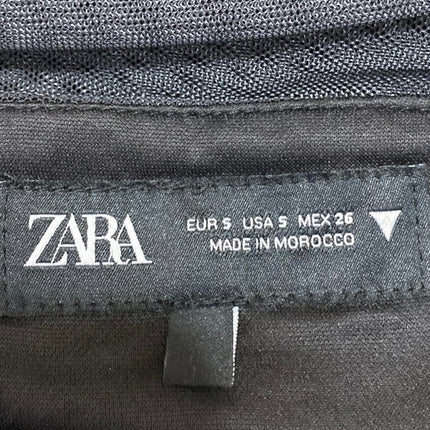 ZARA
EUR S USA S MEX 26
MADE IN MOROCCO